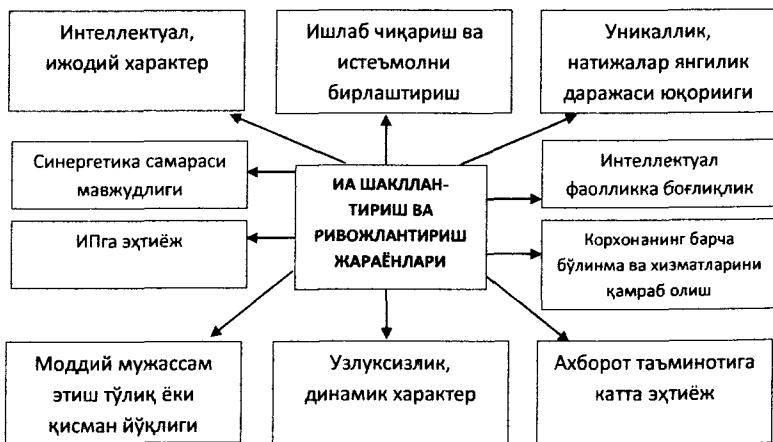 Интеллектуал,
ижодий характер
Ишлаб чиқариш ва
истеъмолни
бирлаштириш
Уникаллик,
натижалар янгилик
даражаси юқорииги
Синергетика самараси
мавжудлиги
ИА ШАКЛЛАН-
ТИРИШ ВА
РИВОЖЛАНТИРИШ
ЖАРАЁНЛАРИ
Интеллектуал
фаолликка боғлиқлик
ИПга эҳтиёж
Корхонанинг барча
бўлинма ва хизматларини
қамраб олиш
Моддий мужассам
этиш тўлиқ ёки
қисман йўқлиги
Узлуксизлик,
динамик характер
Ахборот таъминотига
катта эҳтиёж